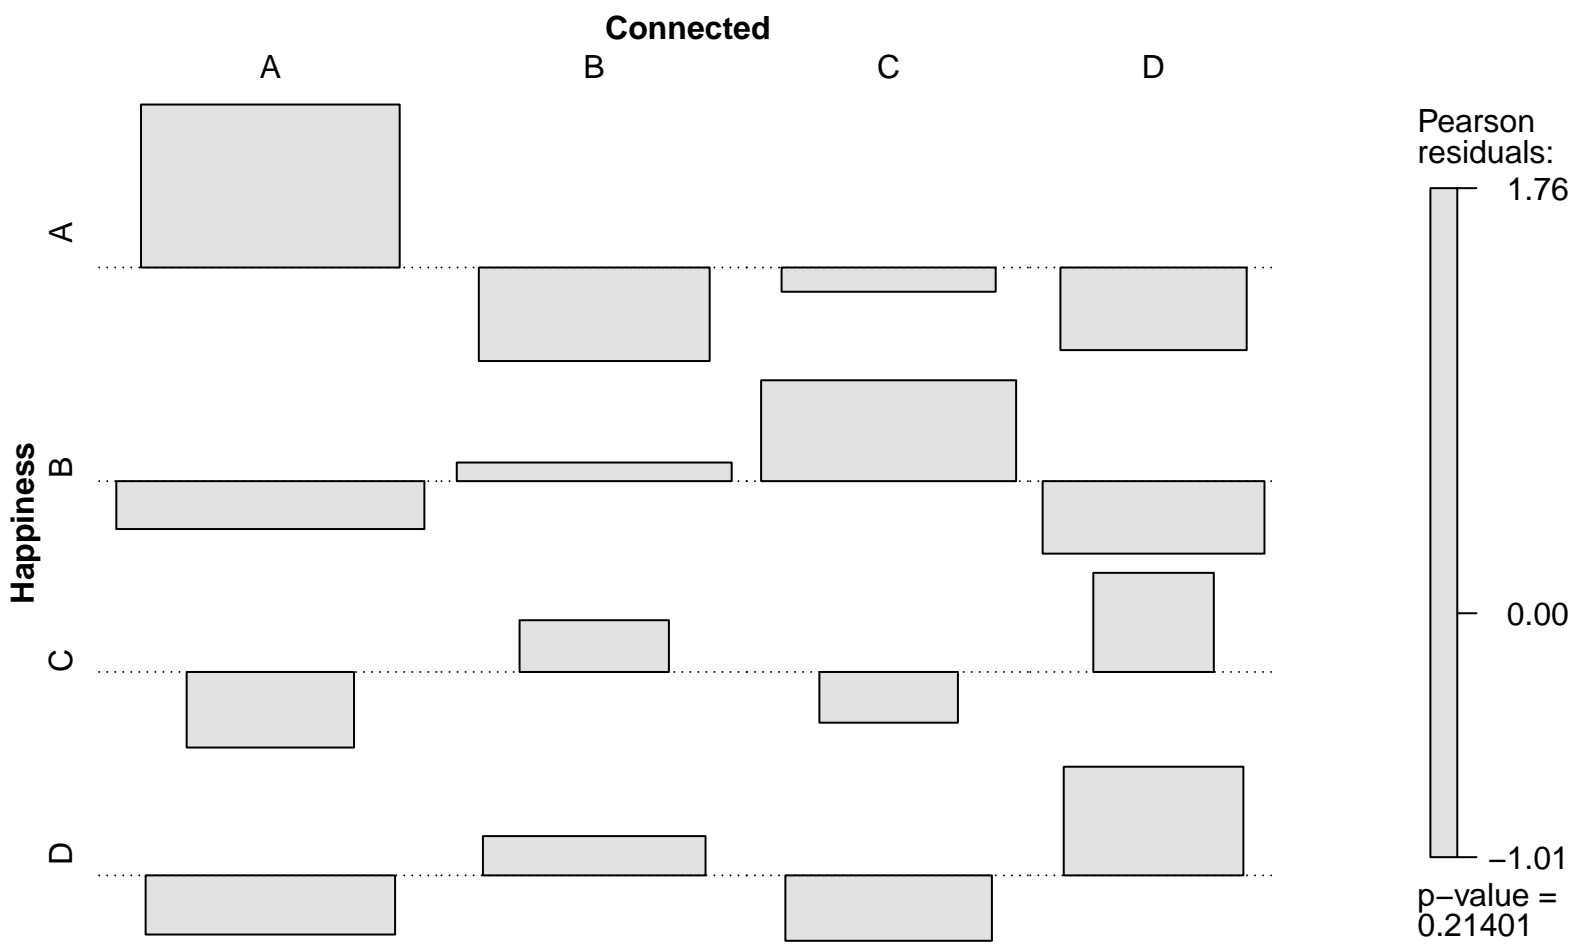 Connected
A B C D
Happiness
A
B
C
D
Pearson
residuals:
1.76
0.00
−1.01
p−value =
0.21401